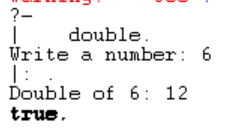 ?-
|    double.
Write a number: 6
|: .
Double of 6: 12
true.